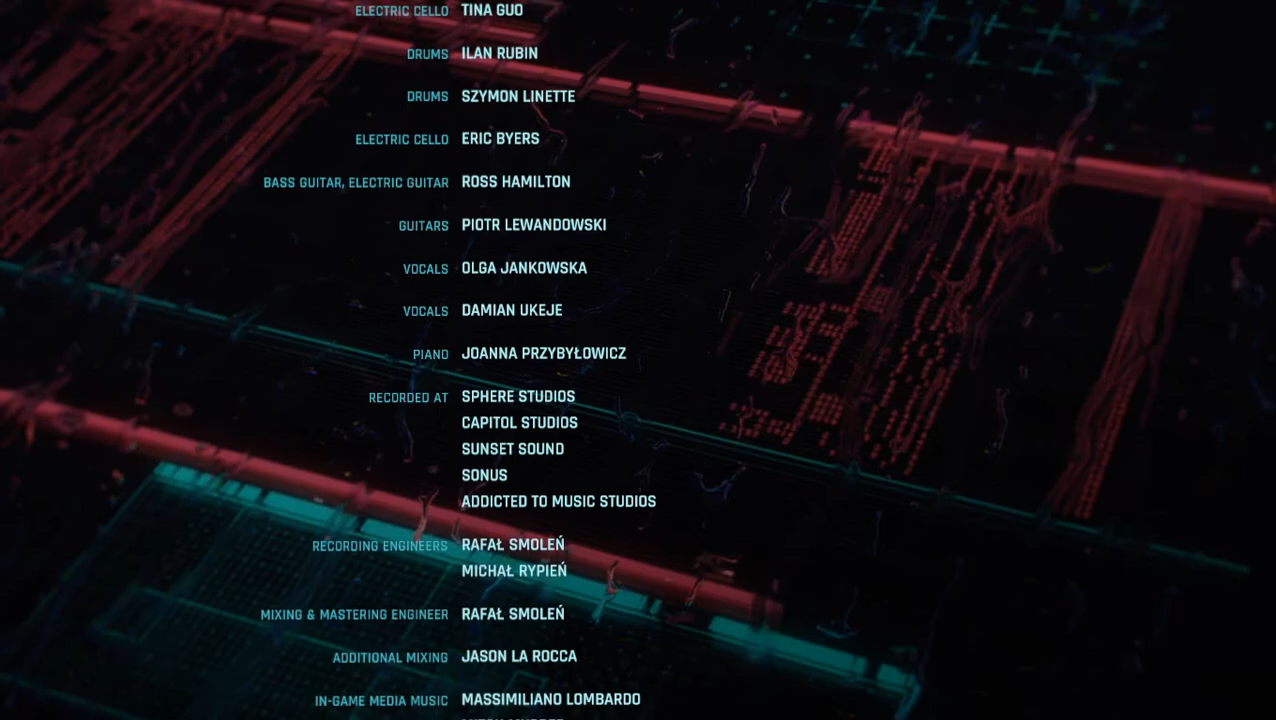 ELECTRIC CELLO TINA GUO
DRUMS ILAN RUBIN
DRUMS SZYMON LINETTE
ELECTRIC CELLO ERIC BYERS
BASS GUITAR, ELECTRIC GUITAR ROSS HAMILTON
GUITARS PIOTR LEWANDOWSKI
VOCALS OLGA JANKOWSKA
VOCALS DAMIAN UKEJE
PIANO JOANNA PRZYBYŁOWICZ
RECORDED AT SPHERE STUDIOS
CAPITOL STUDIOS
SUNSET SOUND
SONUS
ADDICTED TO MUSIC STUDIOS
RECORDING ENGINEERS RAFAŁ SMOLEŃ
MICHAŁ RYPIEŃ
MIXING & MASTERING ENGINEER RAFAŁ SMOLEŃ
ADDITIONAL MIXING JASON LA ROCCA
IN-GAME MEDIA MUSIC MASSIMILIANO LOMBARDO